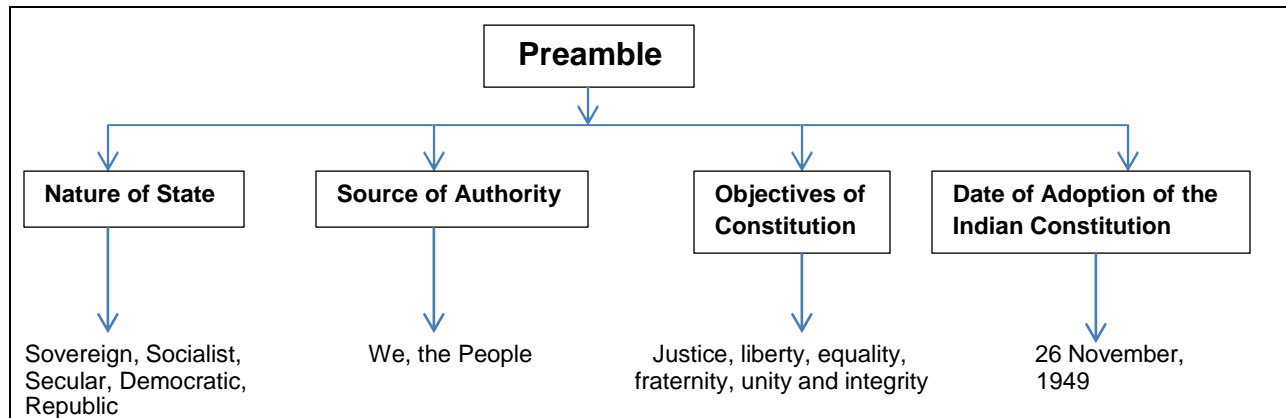 Preamble
Nature of State
Source of Authority
Objectives of
Constitution
Date of Adoption of the
Indian Constitution
Sovereign, Socialist,
Secular, Democratic,
Republic
We, the People
Justice, liberty, equality,
fraternity, unity and integrity
26 November,
1949